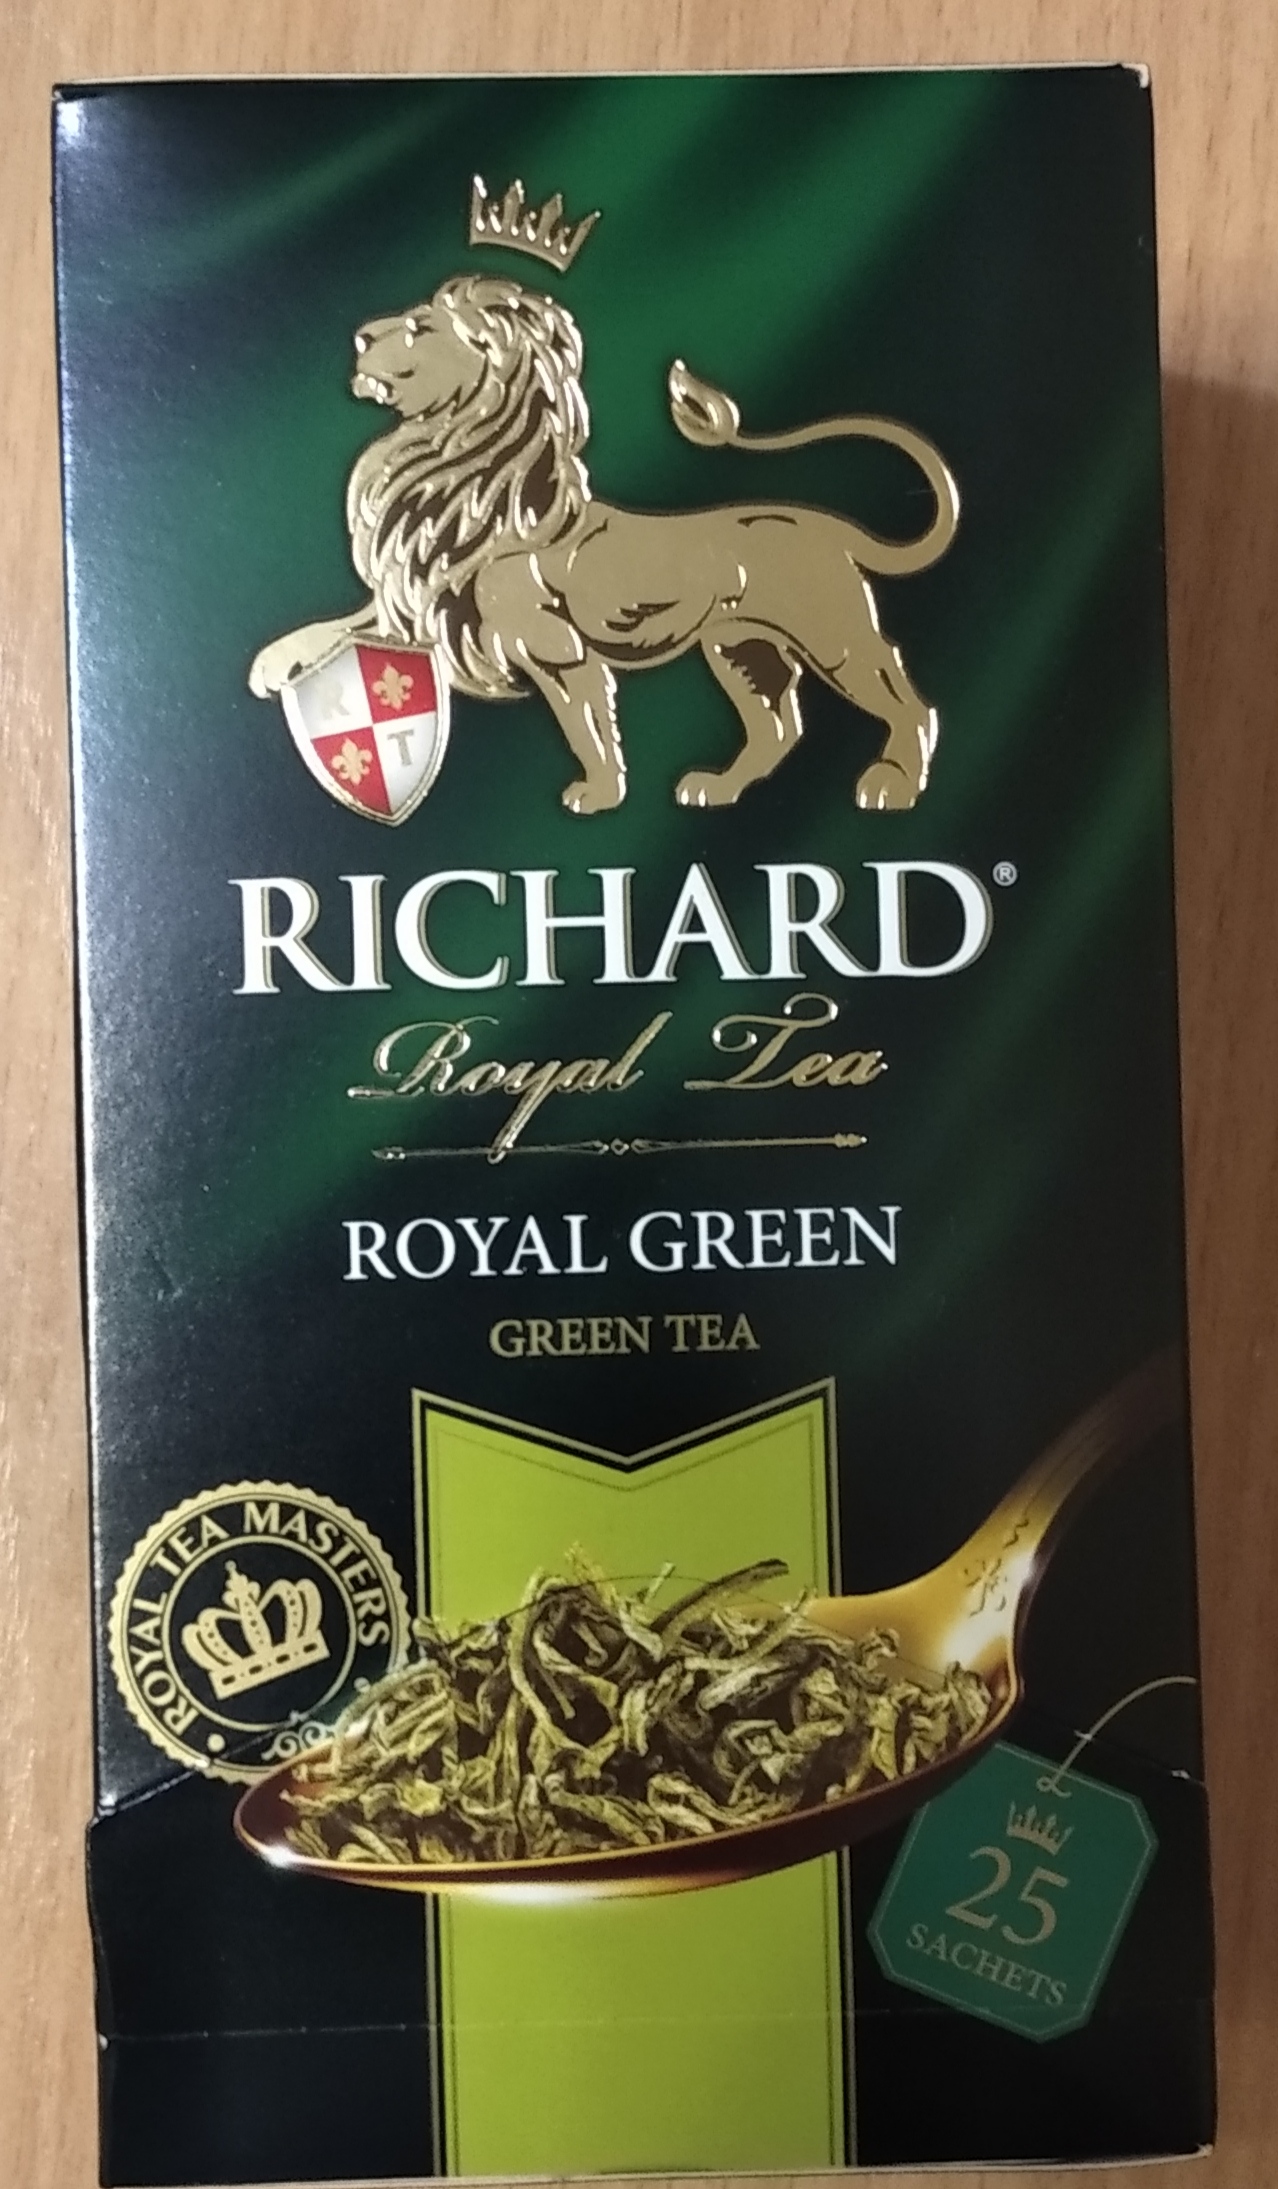 R
T
RICHARD®
Royal Tea
ROYAL GREEN
GREEN TEA
• ROYAL TEA MASTERS •
25
SACHETS